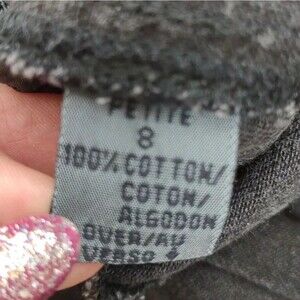 PETITE
8
100% COTTON/
COTON/
ALGODON
OVER/AU
VERSO